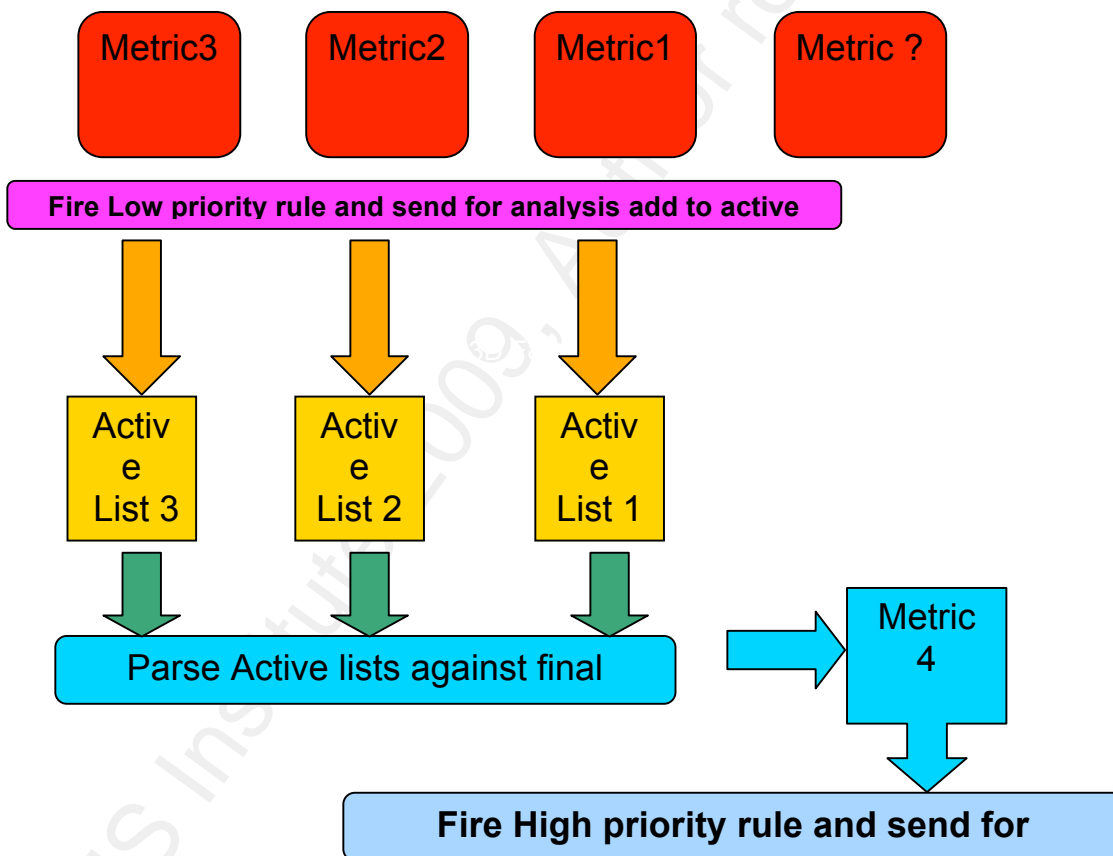 Metric3
Metric2
Metric1
Metric ?
Fire Low priority rule and send for analysis add to active
Activ
e
List 3
Activ
e
List 2
Activ
e
List 1
Parse Active lists against final
Metric
4
Fire High priority rule and send for